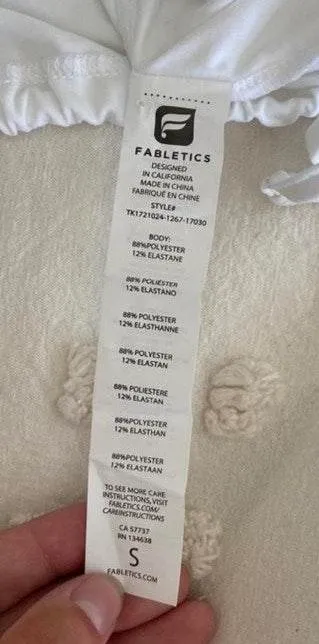 FABLETICS
DESIGNED
IN CALIFORNIA
MADE IN CHINA
FABRIQUÉ EN CHINE
STYLE#
TK1721024-1267-17030
BODY:
88%POLYESTER
12% ELASTANE
88% POLIÉSTER
12% ELASTANO
88% POLYESTER
12% ELASTHANNE
88% POLYESTER
12% ELASTAN
88% POLIESTERE
12% ELASTAN
88%POLYESTER
12% ELASTHAN
88%POLYESTER
12% ELASTAAN
TO SEE MORE CARE
INSTRUCTIONS, VISIT
FABLETICS.COM/
CAREINSTRUCTIONS
CA 57737
RN 134638
S
FABLETICS.COM